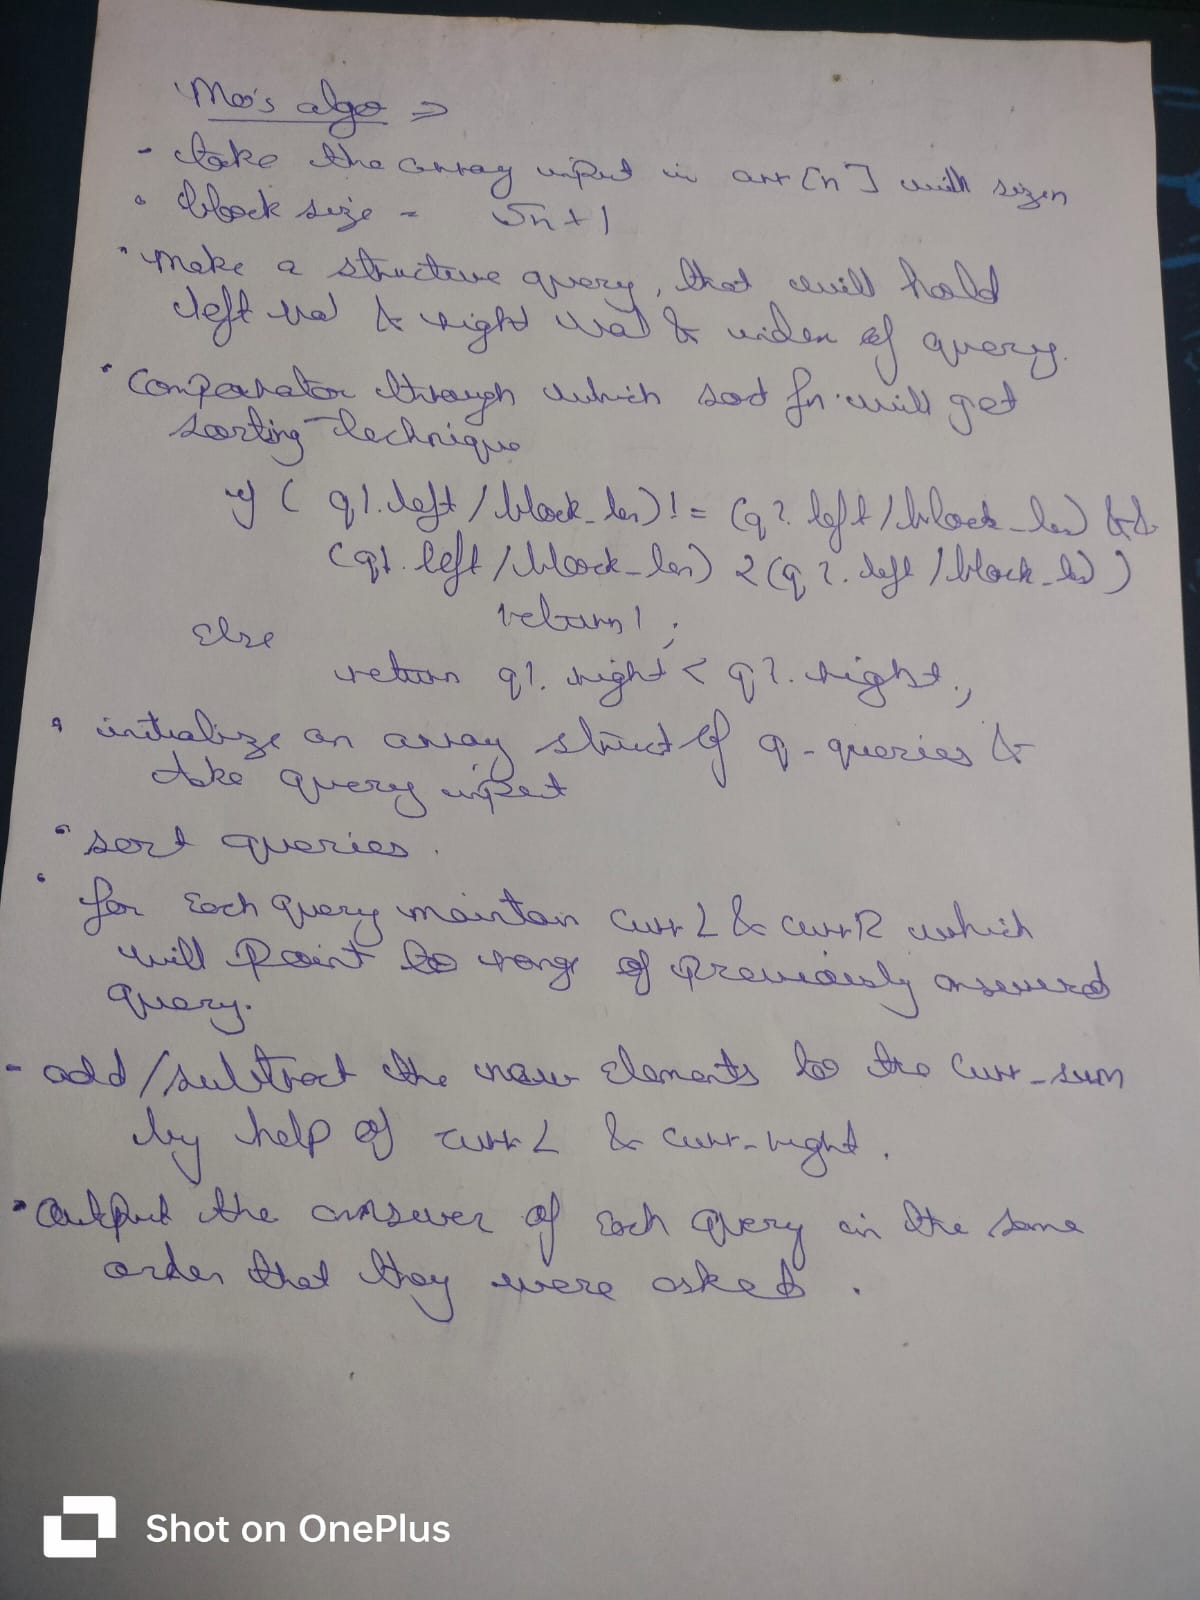 Mo's algo ⇒
- take the array input in arr[n] with size n
• block size = √n + 1
• make a structure query, that will hold
left val & right val & index of query.
• Comparator through which sort fn. will get
sorting technique
if ( q1.left / block_len) != (q2.left / block_len) &&
(q1.left / block_len) < (q2.left / block_len) )
return 1 ;
Else
return q1.right < q2.right ;
• initialize an array struct of q-queries &
take query input
• sort queries.
• for Each query maintain currL & currR which
will Point to range of Previously answered
query.
- add/subtract the new Elements to the curr_sum
by help of currL & curr-right.
• Output the answer of Each query in the same
order that they were asked.
Shot on OnePlus